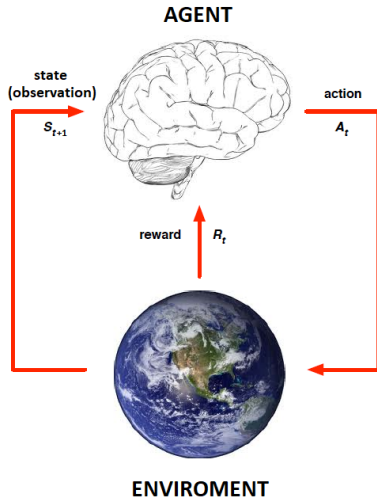 AGENT
state
(observation)
S_{t+1}
action
A_t
reward R_t
ENVIROMENT